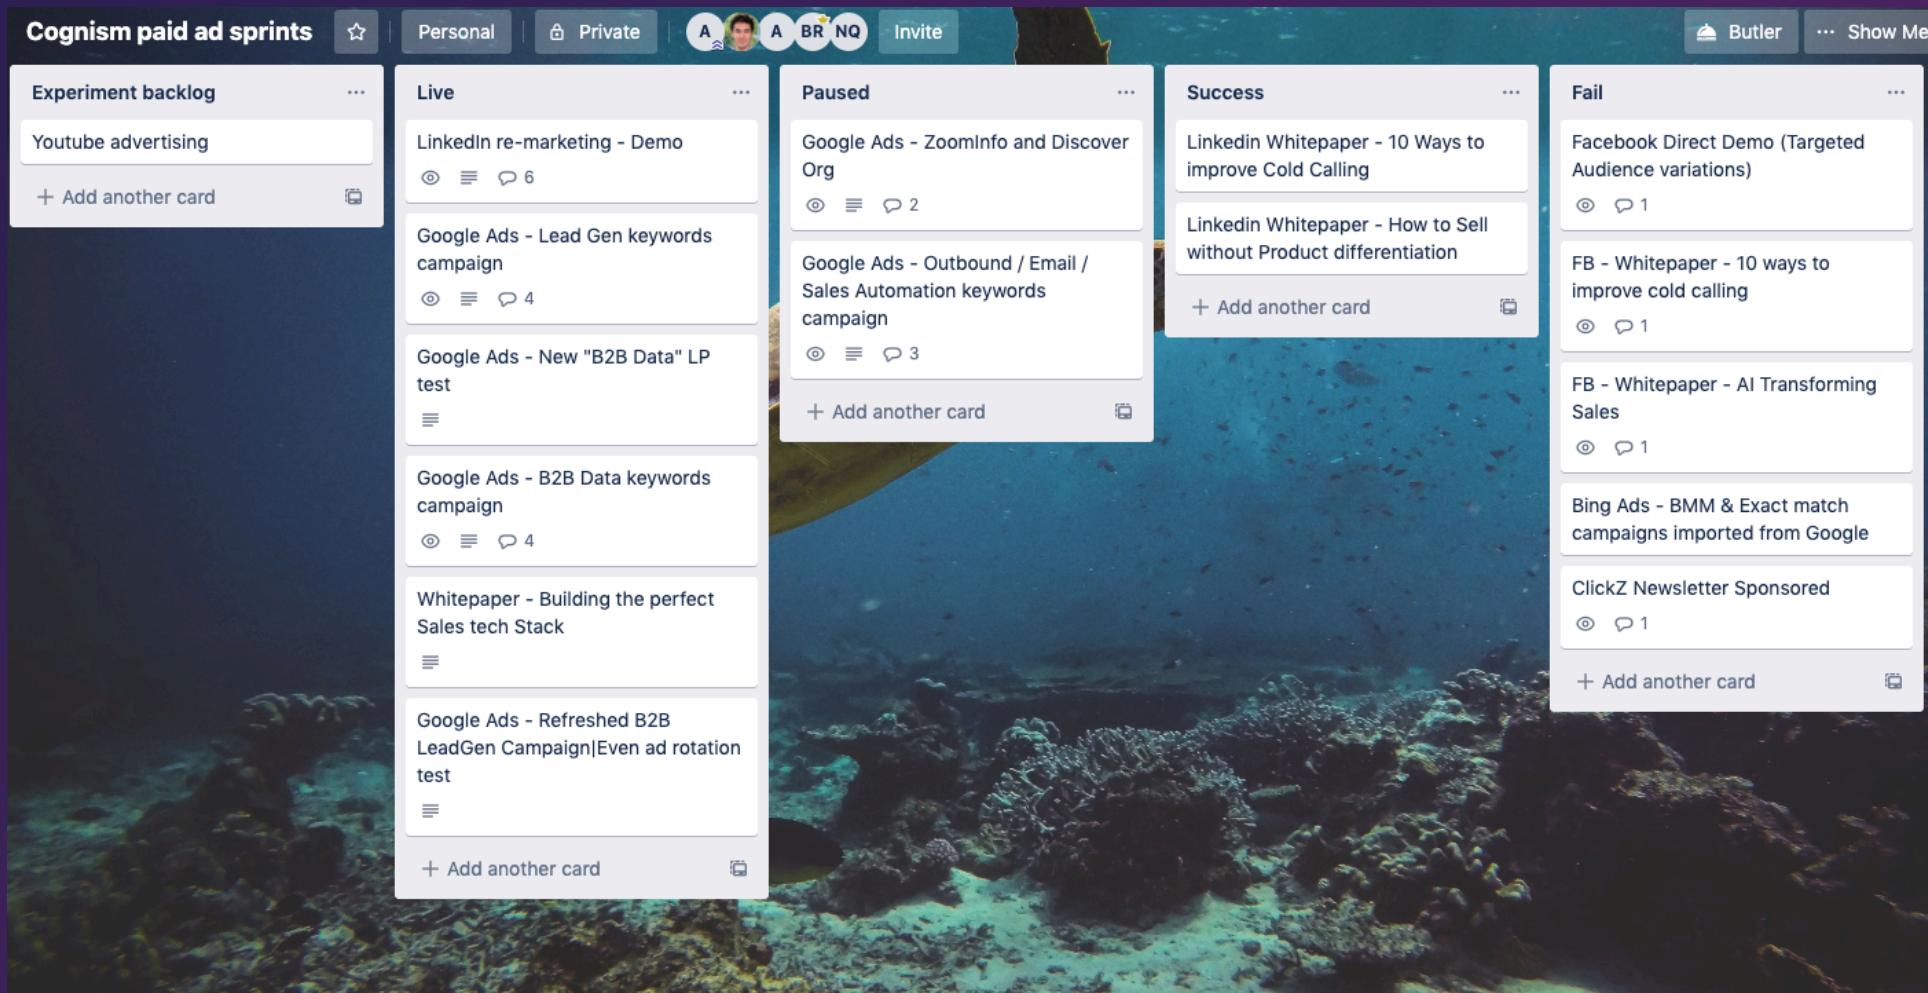 Cognism paid ad sprints
Personal
Private
A
A
BR
NQ
Invite
Butler
··· Show Me
Experiment backlog
Youtube advertising
+ Add another card
Live
LinkedIn re-marketing - Demo
6
Google Ads - Lead Gen keywords
campaign
4
Google Ads - New "B2B Data" LP
test
Google Ads - B2B Data keywords
campaign
4
Whitepaper - Building the perfect
Sales tech Stack
Google Ads - Refreshed B2B
LeadGen Campaign|Even ad rotation
test
+ Add another card
Paused
Google Ads - ZoomInfo and Discover
Org
2
Google Ads - Outbound / Email /
Sales Automation keywords
campaign
3
+ Add another card
Success
Linkedin Whitepaper - 10 Ways to
improve Cold Calling
Linkedin Whitepaper - How to Sell
without Product differentiation
+ Add another card
Fail
Facebook Direct Demo (Targeted
Audience variations)
1
FB - Whitepaper - 10 ways to
improve cold calling
1
FB - Whitepaper - AI Transforming
Sales
1
Bing Ads - BMM & Exact match
campaigns imported from Google
ClickZ Newsletter Sponsored
1
+ Add another card